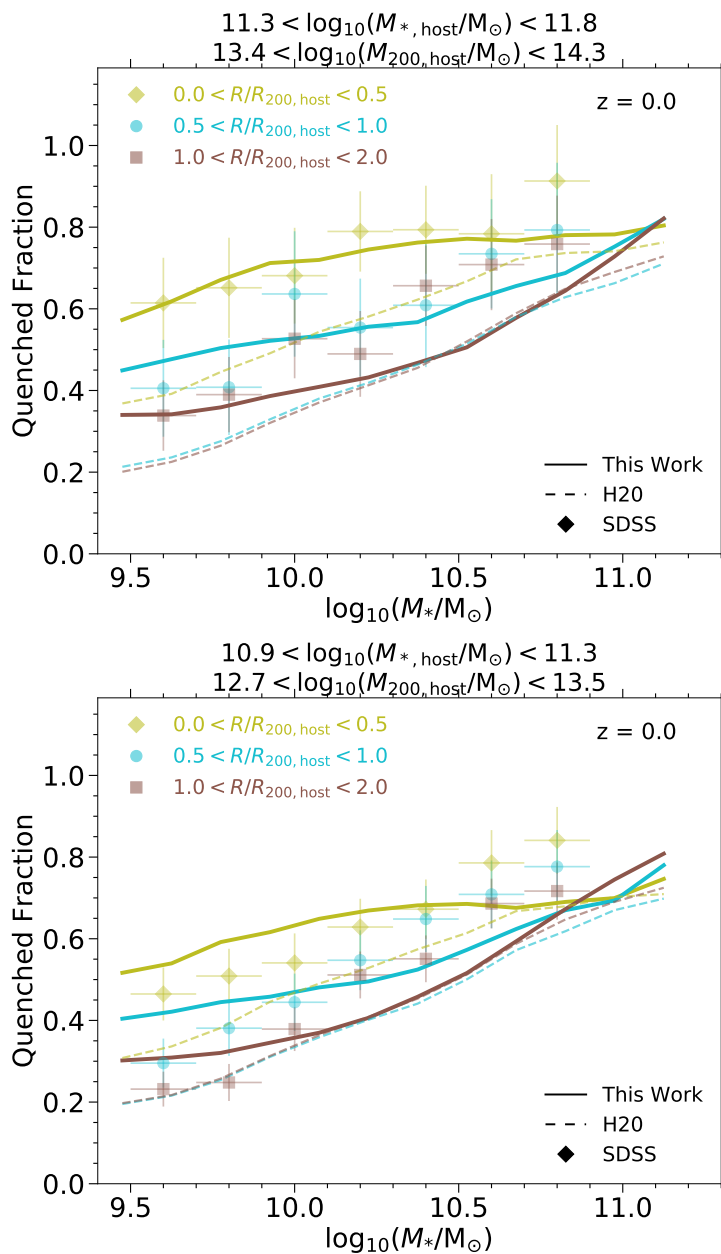 11.3 < log₁₀(M*,host/M⊙) < 11.8
13.4 < log₁₀(M₂₀₀,host/M⊙) < 14.3
0.0 < R/R₂₀₀,host < 0.5
z = 0.0
0.5 < R/R₂₀₀,host < 1.0
1.0 < R/R₂₀₀,host < 2.0
1.0
0.8
0.6
0.4
0.2
0.0
Quenched Fraction
This Work
H20
SDSS
9.5 10.0 10.5 11.0
log₁₀(M*/M⊙)
10.9 < log₁₀(M*,host/M⊙) < 11.3
12.7 < log₁₀(M₂₀₀,host/M⊙) < 13.5
0.0 < R/R₂₀₀,host < 0.5
z = 0.0
0.5 < R/R₂₀₀,host < 1.0
1.0 < R/R₂₀₀,host < 2.0
1.0
0.8
0.6
0.4
0.2
0.0
Quenched Fraction
This Work
H20
SDSS
9.5 10.0 10.5 11.0
log₁₀(M*/M⊙)